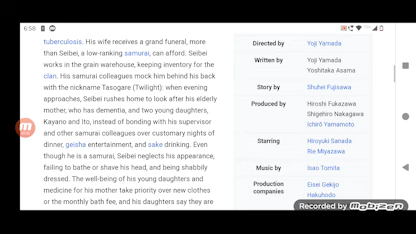 6:58
tuberculosis. His wife receives a grand funeral, more
than Seibei, a low-ranking samurai, can afford. Seibei
works in the grain warehouse, keeping inventory for the
clan. His samurai colleagues mock him behind his back
with the nickname Tasogare (Twilight): when evening
approaches, Seibei rushes home to look after his elderly
mother, who has dementia, and two young daughters,
Kayano and Ito, instead of bonding with his supervisor
and other samurai colleagues over customary nights of
dinner, geisha entertainment, and sake drinking. Even
though he is a samurai, Seibei neglects his appearance,
failing to bathe or shave his head, and being shabbily
dressed. The well-being of his young daughters and
medicine for his mother take priority over new clothes
or the monthly bath fee, and his daughters say they are
Directed by Yoji Yamada
Written by Yoji Yamada
Yoshitaka Asama
Story by Shuhei Fujisawa
Produced by Hiroshi Fukazawa
Shigehiro Nakagawa
Ichirō Yamamoto
Starring Hiroyuki Sanada
Rie Miyazawa
Music by Isao Tomita
Production Eisei Gekijo
companies Hakuhodo
Recorded by mobizen